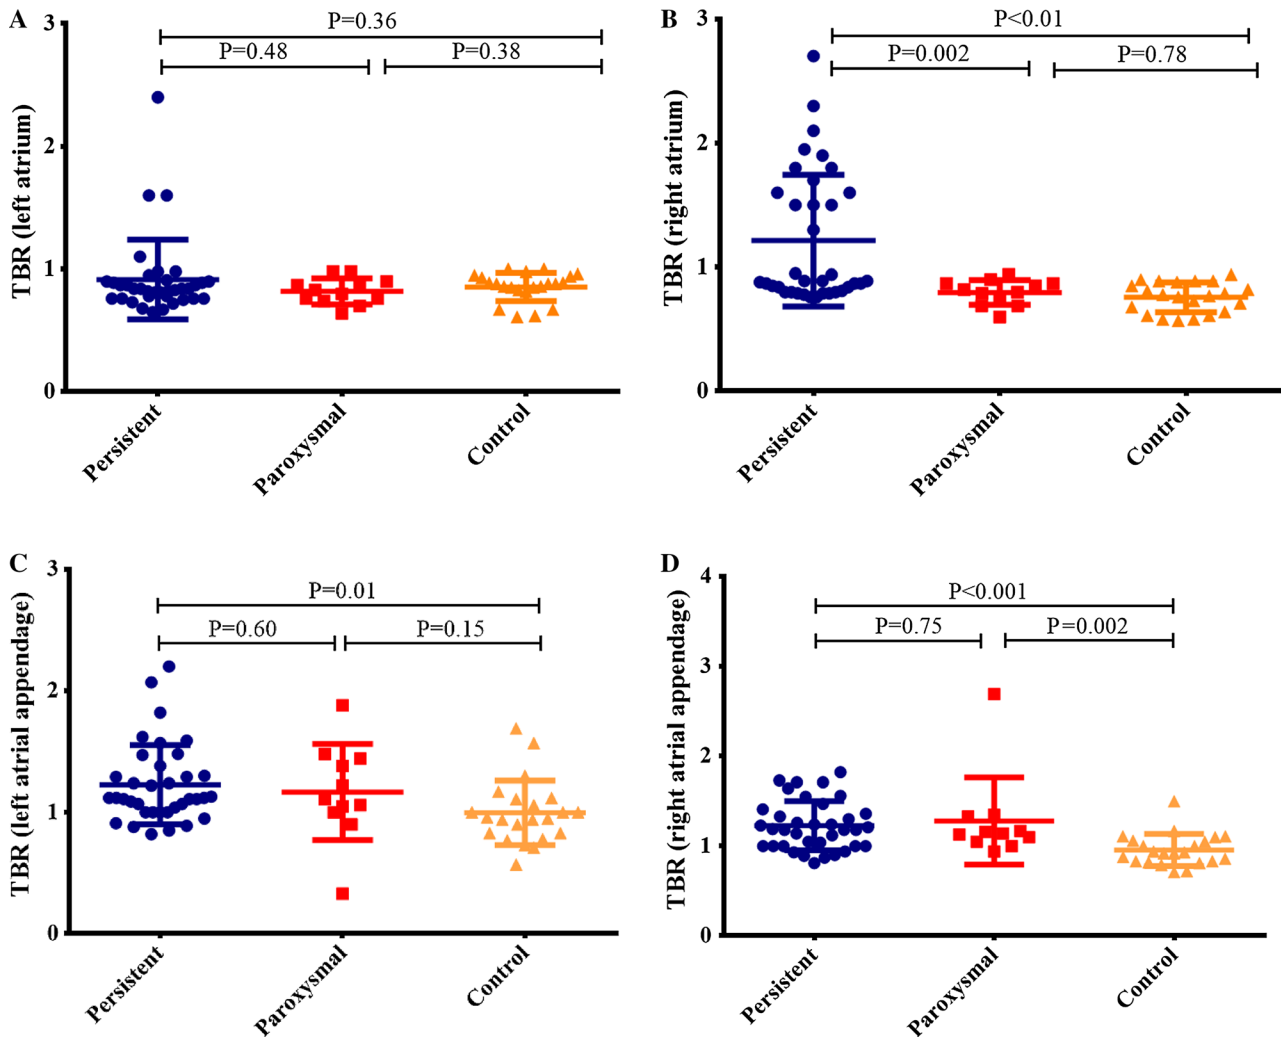 A
TBR (left atrium)
3
2
1
0
P=0.36
P=0.48
P=0.38
Persistent
Paroxysmal
Control
B
TBR (right atrium)
3
2
1
0
P<0.01
P=0.002
P=0.78
Persistent
Paroxysmal
Control
C
TBR (left atrial appendage)
3
2
1
0
P=0.01
P=0.60
P=0.15
Persistent
Paroxysmal
Control
D
TBR (right atrial appendage)
4
3
2
1
0
P<0.001
P=0.75
P=0.002
Persistent
Paroxysmal
Control